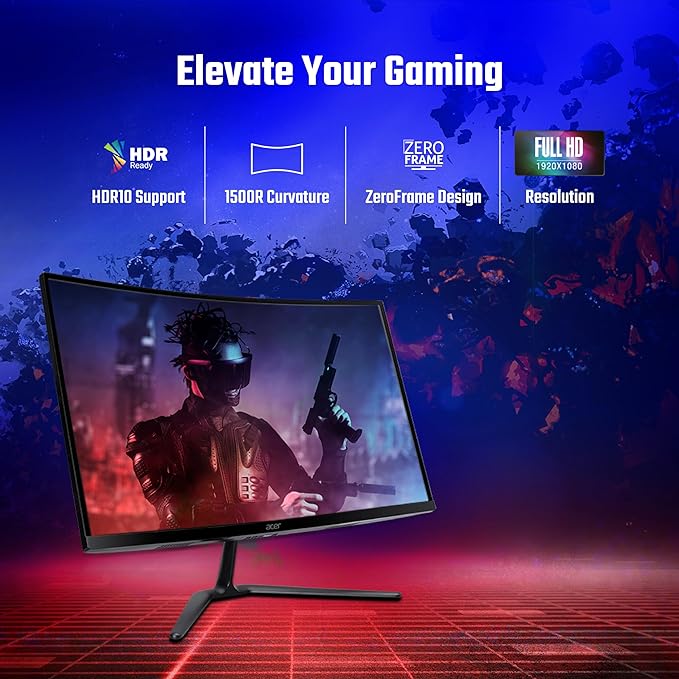 Elevate Your Gaming
HDR
Ready
HDR10 Support
1500R Curvature
ZERO
FRAME
ZeroFrame Design
FULL HD
1920X1080
Resolution
acer